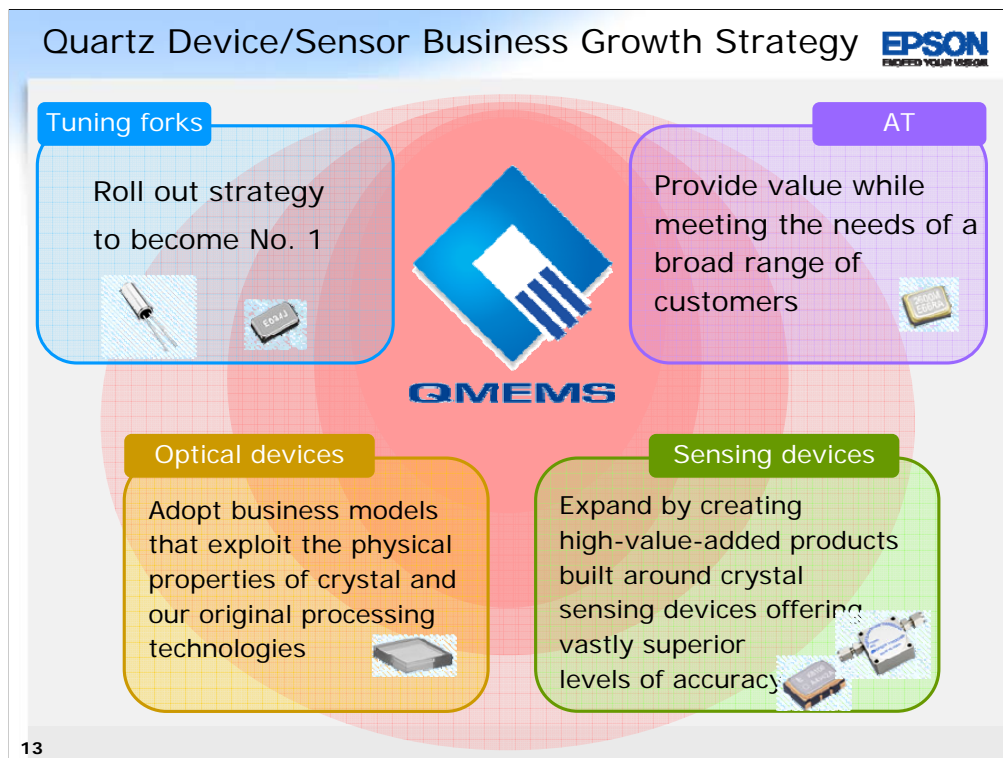 Quartz Device/Sensor Business Growth Strategy
EPSON
EXCEED YOUR VISION
Tuning forks
Roll out strategy
to become No. 1
AT
Provide value while
meeting the needs of a
broad range of
customers
QMEMS
Optical devices
Adopt business models
that exploit the physical
properties of crystal and
our original processing
technologies
Sensing devices
Expand by creating
high-value-added products
built around crystal
sensing devices offering
vastly superior
levels of accuracy
13